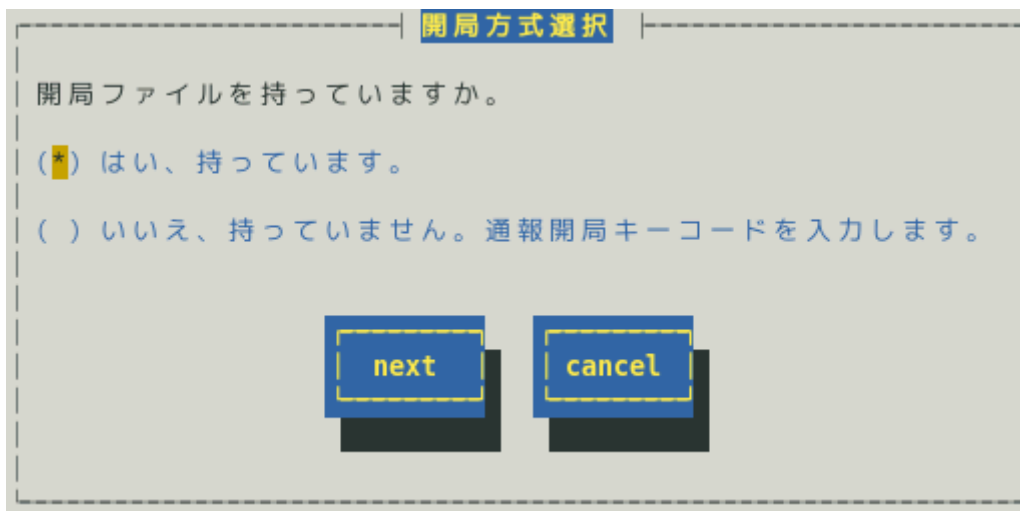 開局方式選択
開局ファイルを持っていますか。
(*) はい、持っています。
( ) いいえ、持っていません。通報開局キーコードを入力します。
next cancel